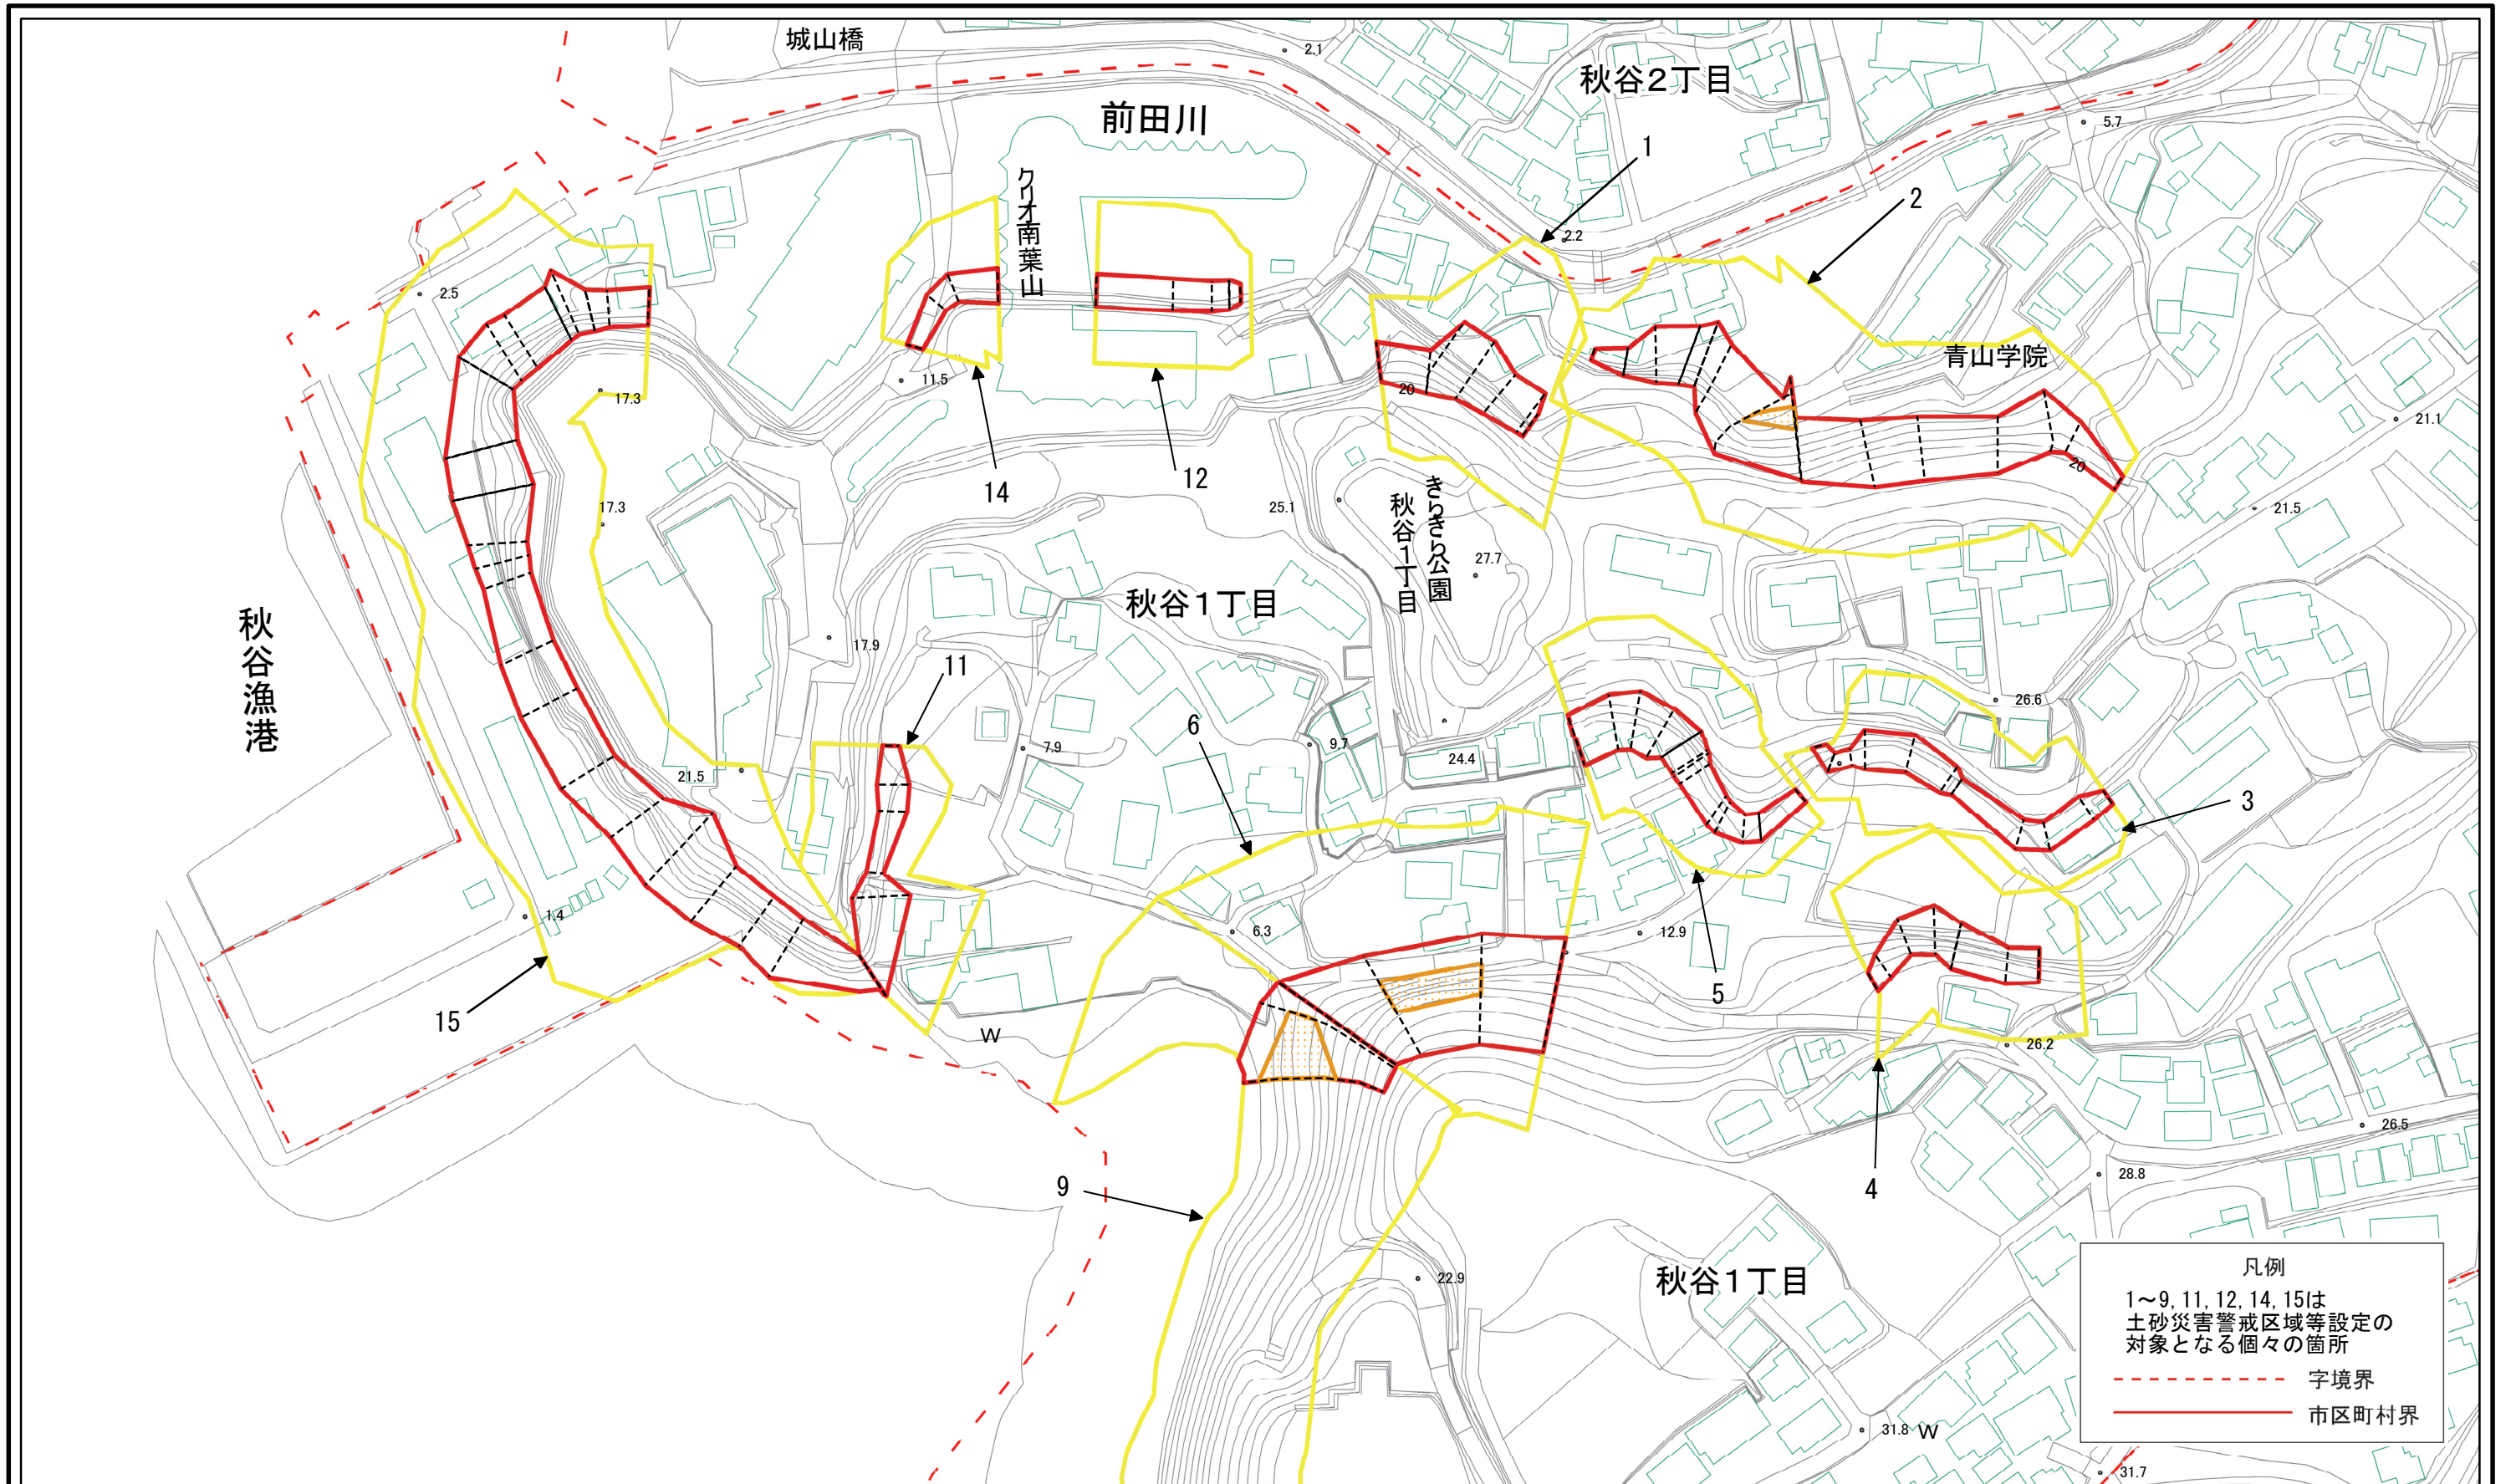 城山橋
2.1
秋谷2丁目
前田川
5.7
1
クリオ南葉山
2
2.2
2.5
青山学院
11.5
17.3
20
21.1
12
14
20
きらきら公園
秋谷1丁目
25.1
17.3
21.5
27.7
秋谷1丁目
秋谷漁港
17.9
11
26.6
6
7.9
9.7
24.4
21.5
3
1.4
6.3
12.9
5
15
W
26.2
26.5
9
4
28.8
22.9
秋谷1丁目
凡例
1～9, 11, 12, 14, 15は
土砂災害警戒区域等設定の
対象となる個々の箇所
字境界
市区町村界
31.8
W
31.7